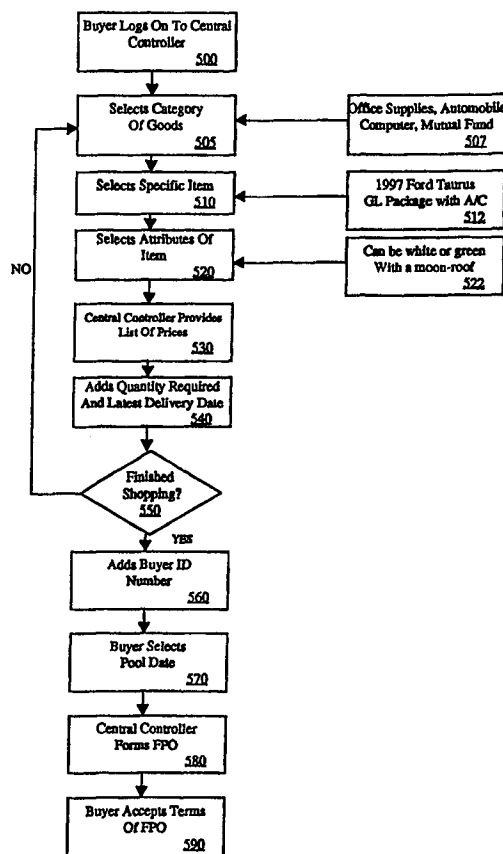 Buyer Logs On To Central
Controller
500
Selects Category
Of Goods
505
Office Supplies, Automobile
Computer, Mutual Fund
507
Selects Specific Item
510
1997 Ford Taurus
GL Package with A/C
512
NO
Selects Attributes Of
Item
520
Can be white or green
With a moon-roof
522
Central Controller Provides
List Of Prices
530
Adds Quantity Required
And Latest Delivery Date
540
Finished
Shopping?
550
YES
Adds Buyer ID
Number
560
Buyer Selects
Pool Date
570
Central Controller
Forms FPO
580
Buyer Accepts Terms
Of FPO
590